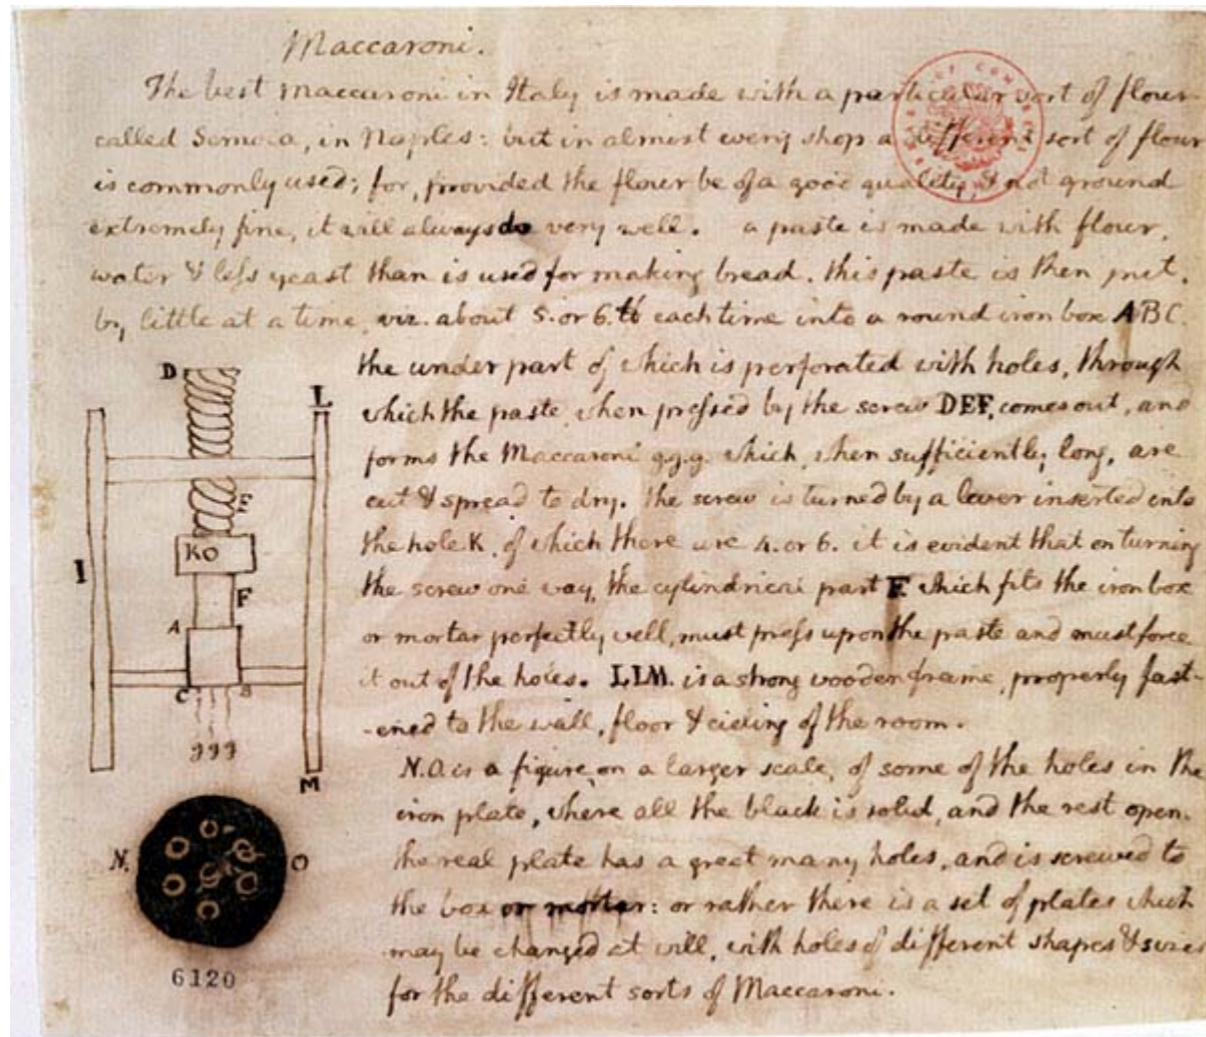 Maccaroni.
The best maccaroni in Italy is made with a particular sort of flour
called Semola, in Naples: but in almost every shop a different sort of flour
is commonly used; for, provided the flour be of a good quality, & not ground
extremely fine, it will always do very well. a paste is made with flour,
water & less yeast than is used for making bread. this paste is then put,
by little at a time, viz. about 5. or 6. lb each time into a round iron box ABC.
the under part of which is perforated with holes, through
which the paste, when pressed by the screw DEF, comes out, and
forms the Maccaroni g.g.g. which, when sufficiently long, are
cut & spread to dry. the screw is turned by a lever inserted into
the hole K, of which there are 4. or 6. it is evident that on turning
the screw one way, the cylindrical part F. which fits the iron box
or mortar perfectly well, must press upon the paste and must force
it out of the holes. LLM. is a strong wooden frame, properly fast-
-ened to the wall, floor & cieling of the room.
N.O. is a figure, on a larger scale, of some of the holes in the
iron plate, where all the black is solid, and the rest open.
the real plate has a great many holes, and is screwed to
the box or mortar: or rather there is a set of plates which
may be changed at will, with holes of different shapes & sizes
for the different sorts of Maccaroni.
D
L
E
K
I
F
A
C
B
ggg
M
N.
O
6120